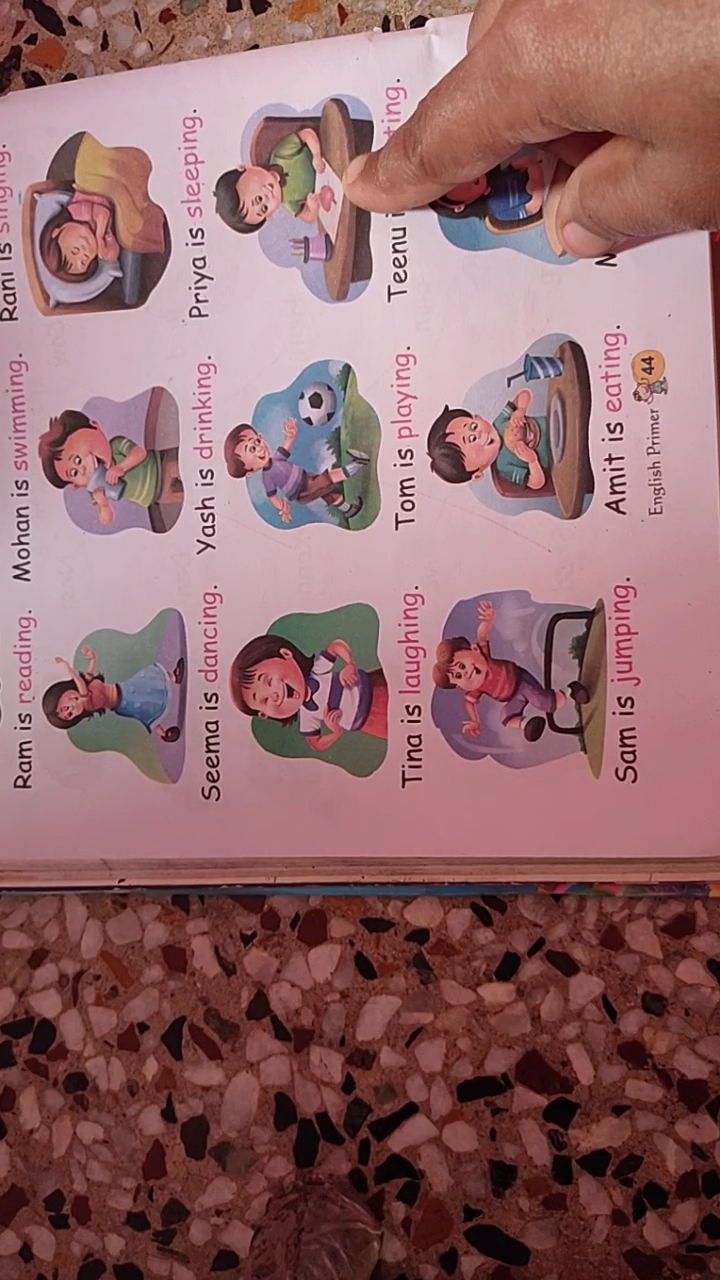 Ram is reading. Mohan is swimming. Rani is singing.
Seema is dancing. Yash is drinking. Priya is sleeping.
Tina is laughing. Tom is playing. Teenu
Sam is jumping. Amit is eating.
English Primer 44